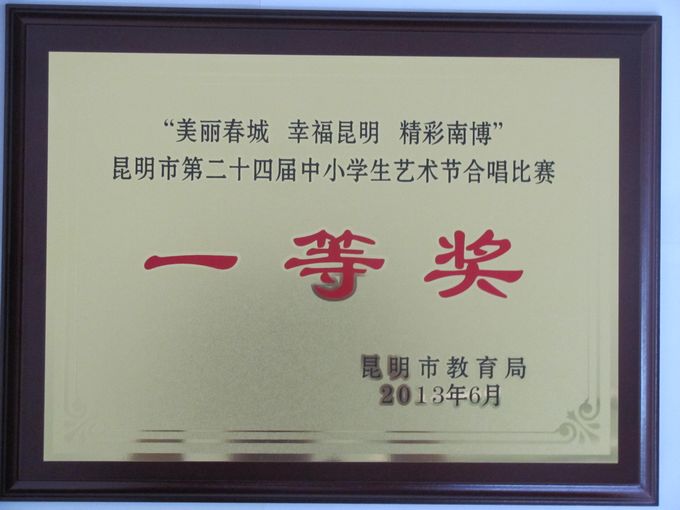 “美丽春城 幸福昆明 精彩南博”
昆明市第二十四届中小学生艺术节合唱比赛
一等奖
昆明市教育局
2013年6月